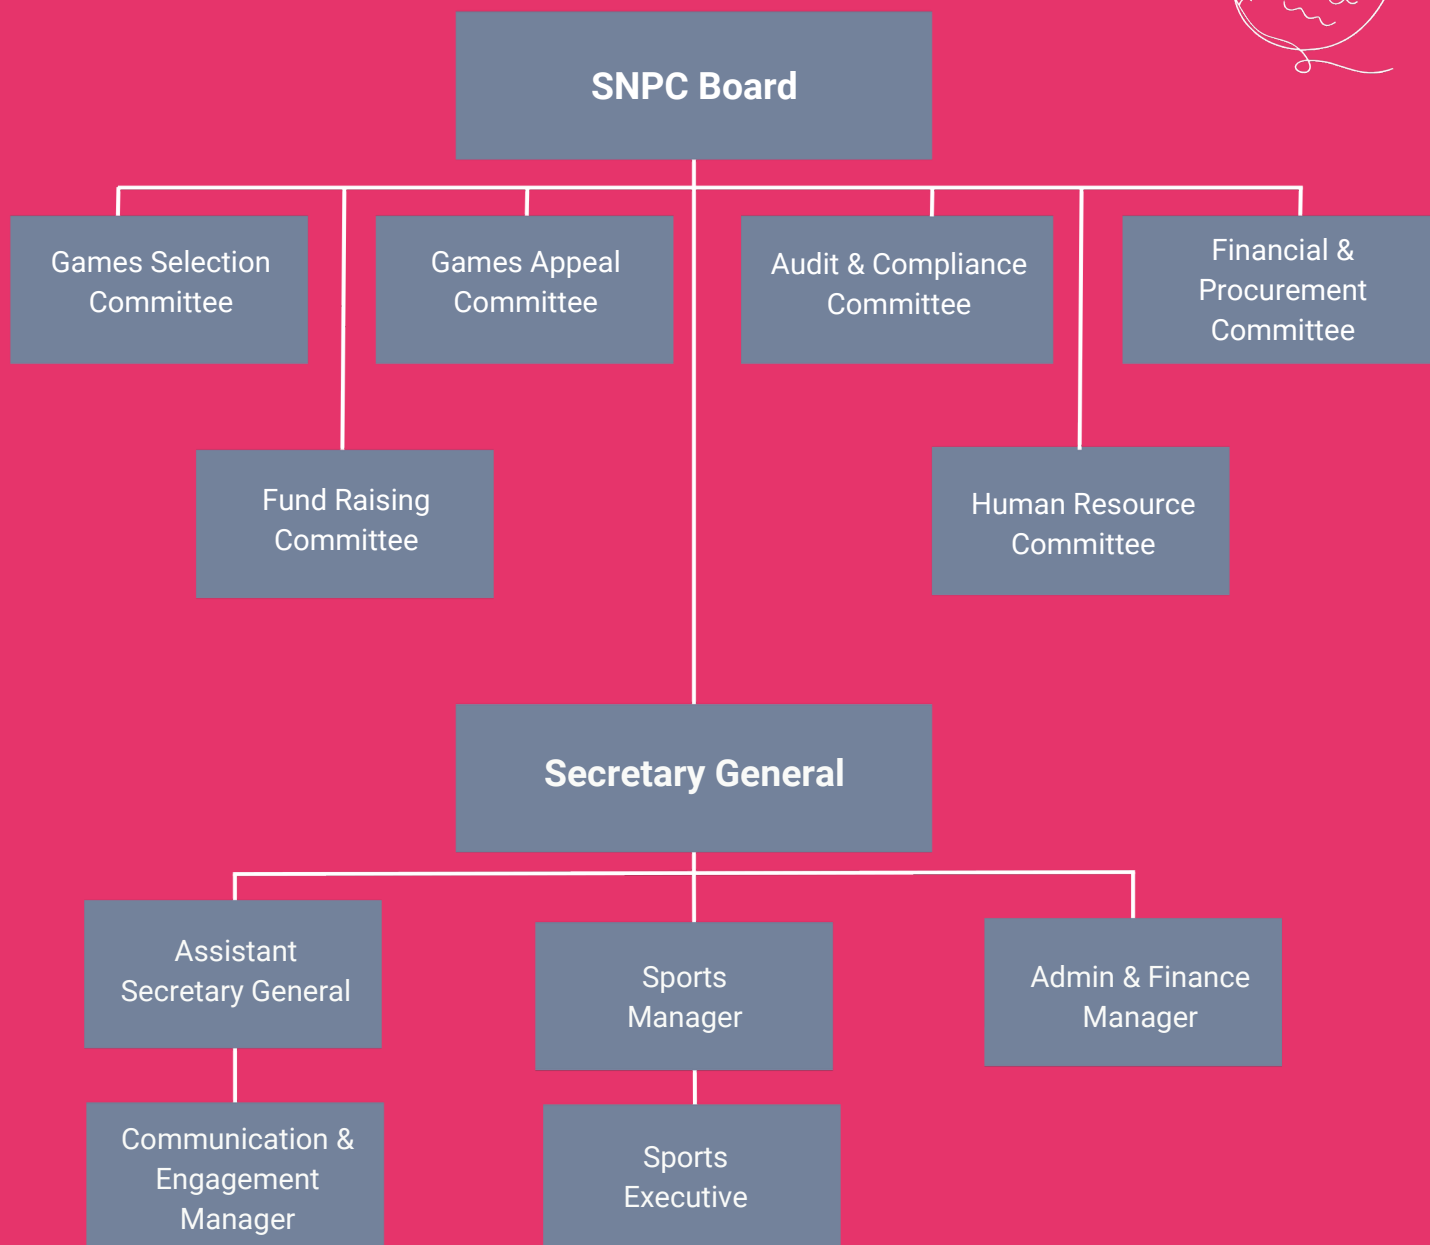 SNPC Board
Games Selection
Committee
Games Appeal
Committee
Audit & Compliance
Committee
Financial &
Procurement
Committee
Fund Raising
Committee
Human Resource
Committee
Secretary General
Assistant
Secretary General
Sports
Manager
Admin & Finance
Manager
Communication &
Engagement
Manager
Sports
Executive